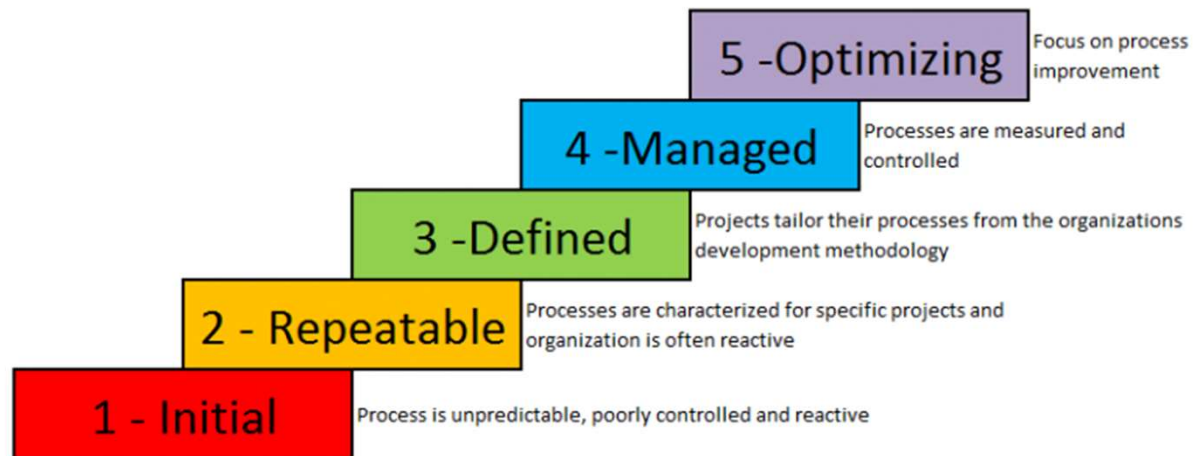 5 -Optimizing
Focus on process
improvement
4 -Managed
Processes are measured and
controlled
3 -Defined
Projects tailor their processes from the organizations
development methodology
2 - Repeatable
Processes are characterized for specific projects and
organization is often reactive
1 - Initial
Process is unpredictable, poorly controlled and reactive